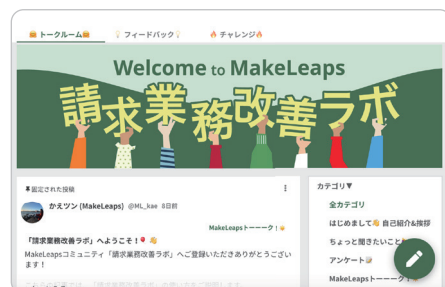 トークルーム
フィードバック
チャレンジ
Welcome to MakeLeaps
請求業務改善ラボ
固定された投稿
かえツン (MakeLeaps) @ML_kae 8日前
MakeLeapsトーーーク!
「請求業務改善ラボ」へようこそ!
MakeLeapsコミュニティ「請求業務改善ラボ」へご登録いただきありがとうござい
ます!
カテゴリ▼
全カテゴリ
はじめまして 自己紹介&挨拶
ちょっと聞きたいこと
アンケート
MakeLeapsトーーーク!